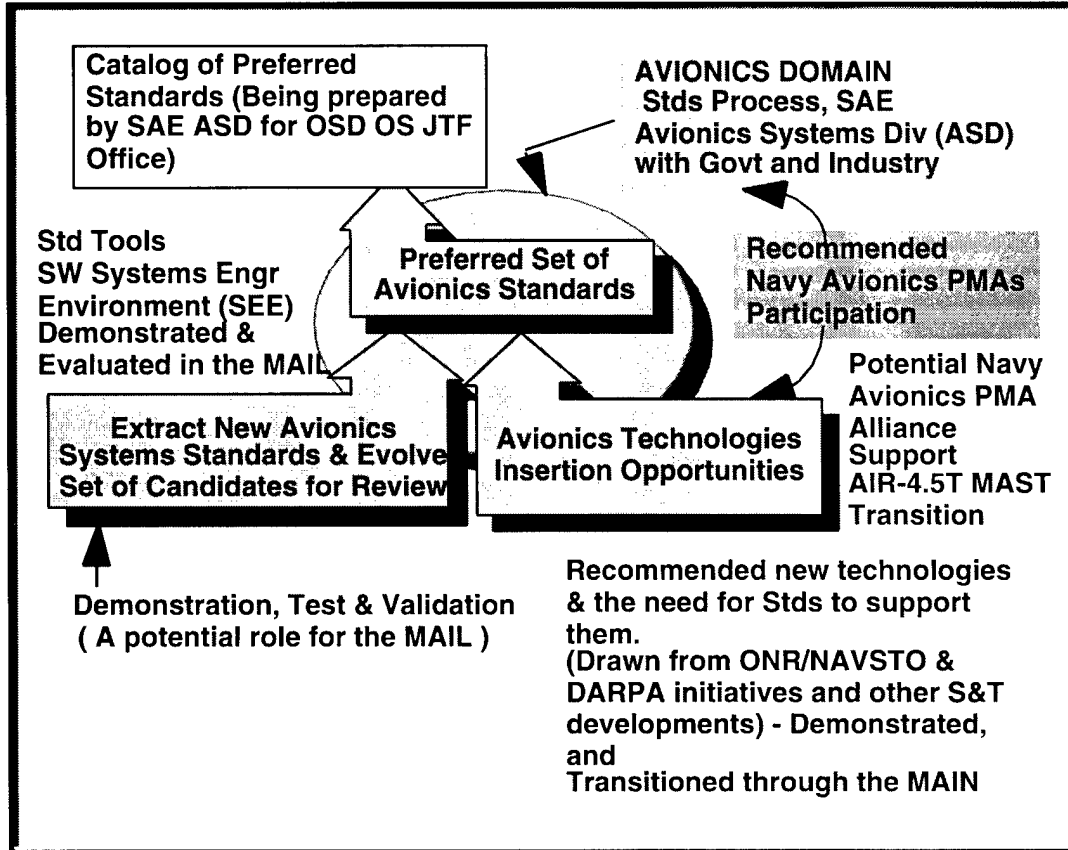 Catalog of Preferred
Standards (Being prepared
by SAE ASD for OSD OS JTF
Office)
AVIONICS DOMAIN
Stds Process, SAE
Avionics Systems Div (ASD)
with Govt and Industry
Std Tools
SW Systems Engr
Environment (SEE)
Demonstrated &
Evaluated in the MAIL
Preferred Set of
Avionics Standards
Recommended
Navy Avionics PMAs
Participation
Potential Navy
Avionics PMA
Alliance
Support
AIR-4.5T MAST
Transition
Extract New Avionics
Systems Standards & Evolve
Set of Candidates for Review
Avionics Technologies
Insertion Opportunities
Demonstration, Test & Validation
( A potential role for the MAIL )
Recommended new technologies
& the need for Stds to support
them.
(Drawn from ONR/NAVSTO &
DARPA initiatives and other S&T
developments) - Demonstrated,
and
Transitioned through the MAIN